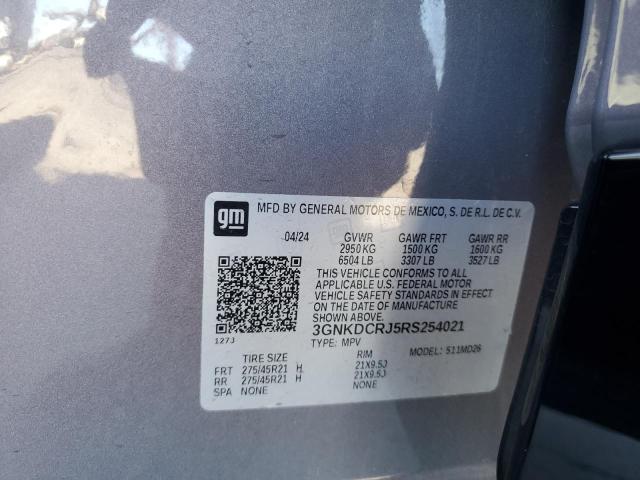 gm MFD BY GENERAL MOTORS DE MEXICO, S. DE R.L. DE C.V.
04/24 GVWR GAWR FRT GAWR RR
2950 KG 1500 KG 1600 KG
6504 LB 3307 LB 3527 LB
THIS VEHICLE CONFORMS TO ALL
APPLICABLE U.S. FEDERAL MOTOR
VEHICLE SAFETY STANDARDS IN EFFECT
ON THE DATE OF MANUFACTURE.
3GNKDCRJ5RS254021
127J TYPE: MPV MODEL: 511MD26
TIRE SIZE RIM
FRT 275/45R21 H 21X9.5J
RR 275/45R21 H 21X9.5J
SPA NONE NONE